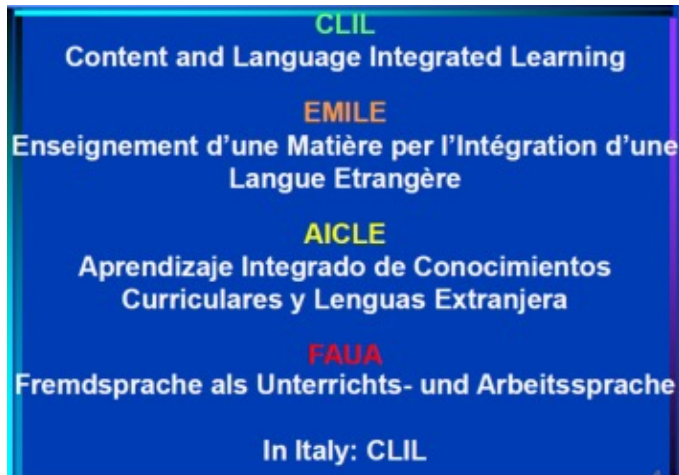 CLIL
Content and Language Integrated Learning
EMILE
Enseignement d'une Matière per l'Intégration d'une
Langue Etrangère
AICLE
Aprendizaje Integrado de Conocimientos
Curriculares y Lenguas Extranjera
FAUA
Fremdsprache als Unterrichts- und Arbeitssprache
In Italy: CLIL